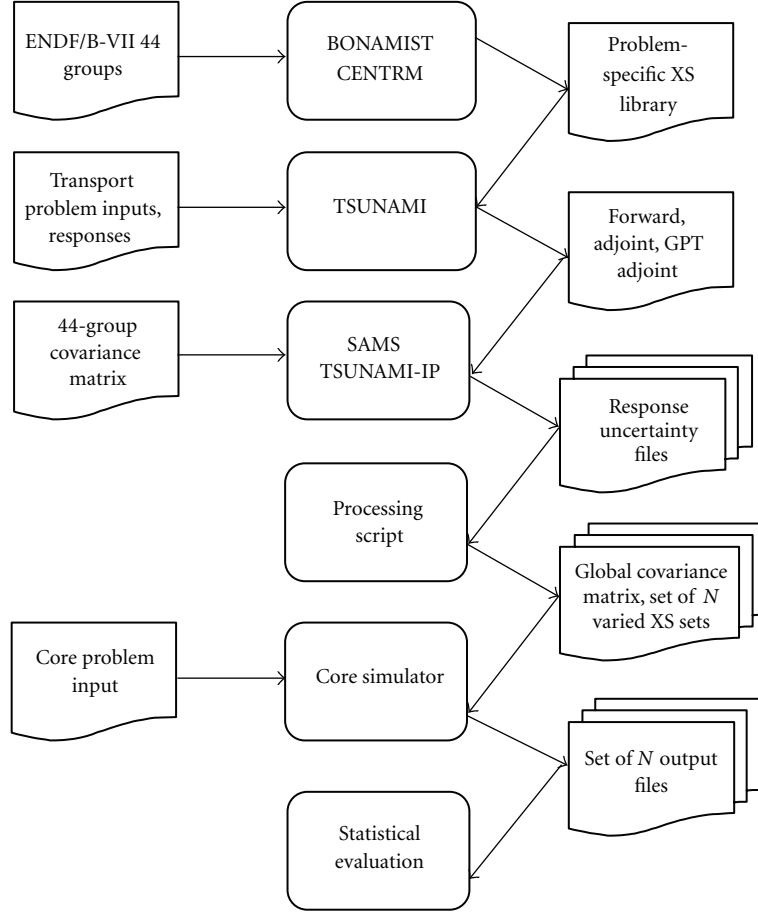 ENDF/B-VII 44
groups
BONAMIST
CENTRM
Problem-
specific XS
library
Transport
problem inputs,
responses
TSUNAMI
Forward,
adjoint, GPT
adjoint
44-group
covariance
matrix
SAMS
TSUNAMI-IP
Response
uncertainty
files
Processing
script
Global covariance
matrix, set of N
varied XS sets
Core problem
input
Core simulator
Set of N output
files
Statistical
evaluation